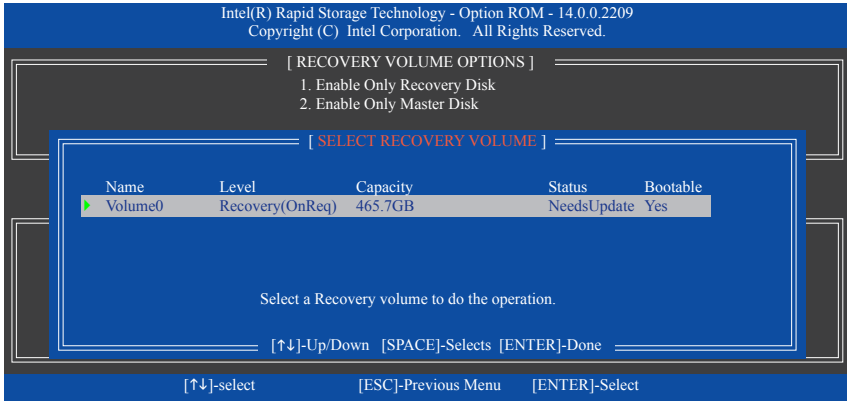 Intel(R) Rapid Storage Technology - Option ROM - 14.0.0.2209
Copyright (C) Intel Corporation. All Rights Reserved.
[ RECOVERY VOLUME OPTIONS ]
1. Enable Only Recovery Disk
2. Enable Only Master Disk
[ SELECT RECOVERY VOLUME ]
Name Level Capacity Status Bootable
Volume0 Recovery(OnReq) 465.7GB NeedsUpdate Yes
Select a Recovery volume to do the operation.
[↑↓]-Up/Down [SPACE]-Selects [ENTER]-Done
[↑↓]-select [ESC]-Previous Menu [ENTER]-Select